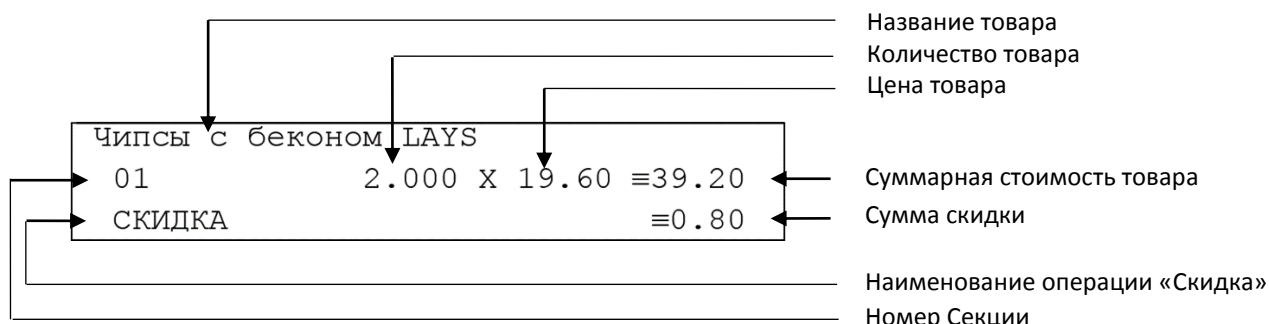 Название товара
Количество товара
Цена товара
Чипсы с беконом LAYS
01 2.000 X 19.60 ≡39.20
Суммарная стоимость товара
СКИДКА ≡0.80
Сумма скидки
Наименование операции «Скидка»
Номер Секции